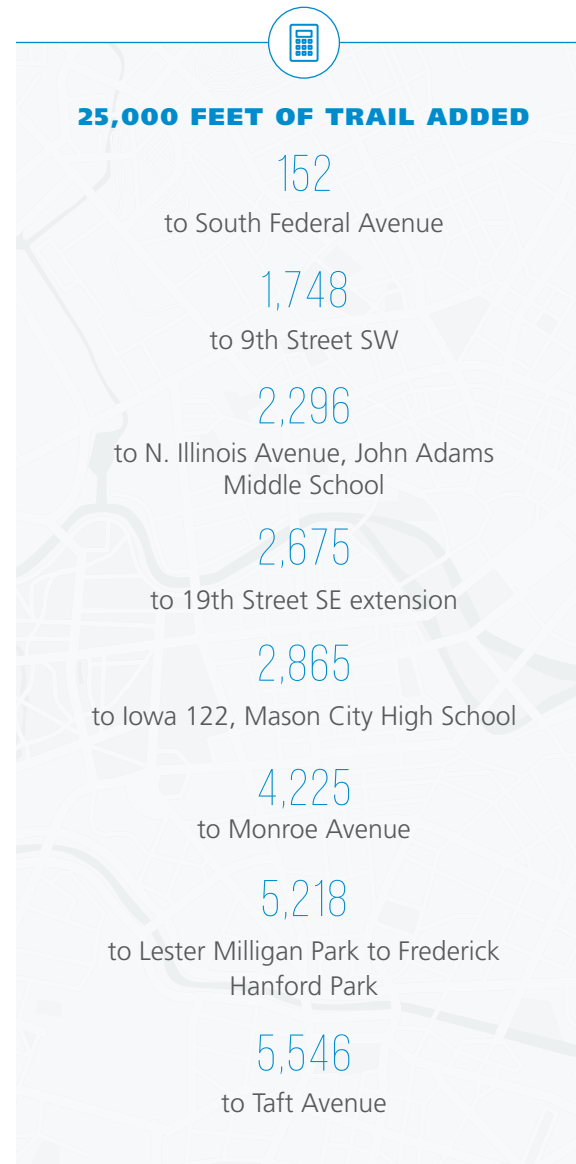 25,000 FEET OF TRAIL ADDED
152
to South Federal Avenue
1,748
to 9th Street SW
2,296
to N. Illinois Avenue, John Adams
Middle School
2,675
to 19th Street SE extension
2,865
to Iowa 122, Mason City High School
4,225
to Monroe Avenue
5,218
to Lester Milligan Park to Frederick
Hanford Park
5,546
to Taft Avenue